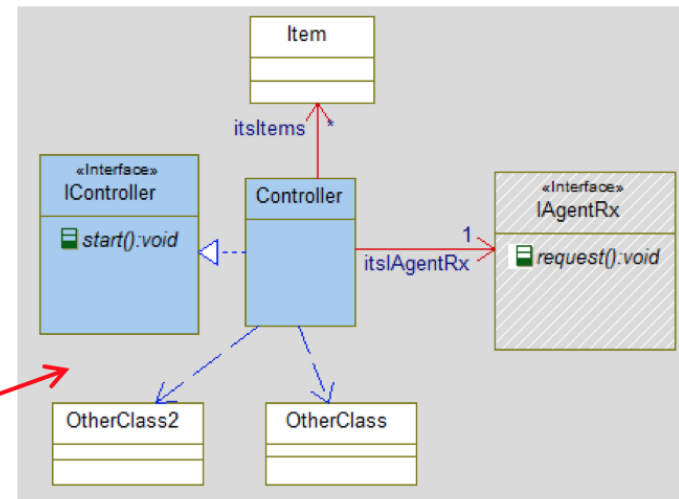 Item
itsItems *
«Interface»
IController
start():void
Controller
«Interface»
IAgentRx
request():void
1
itsIAgentRx
OtherClass2
OtherClass